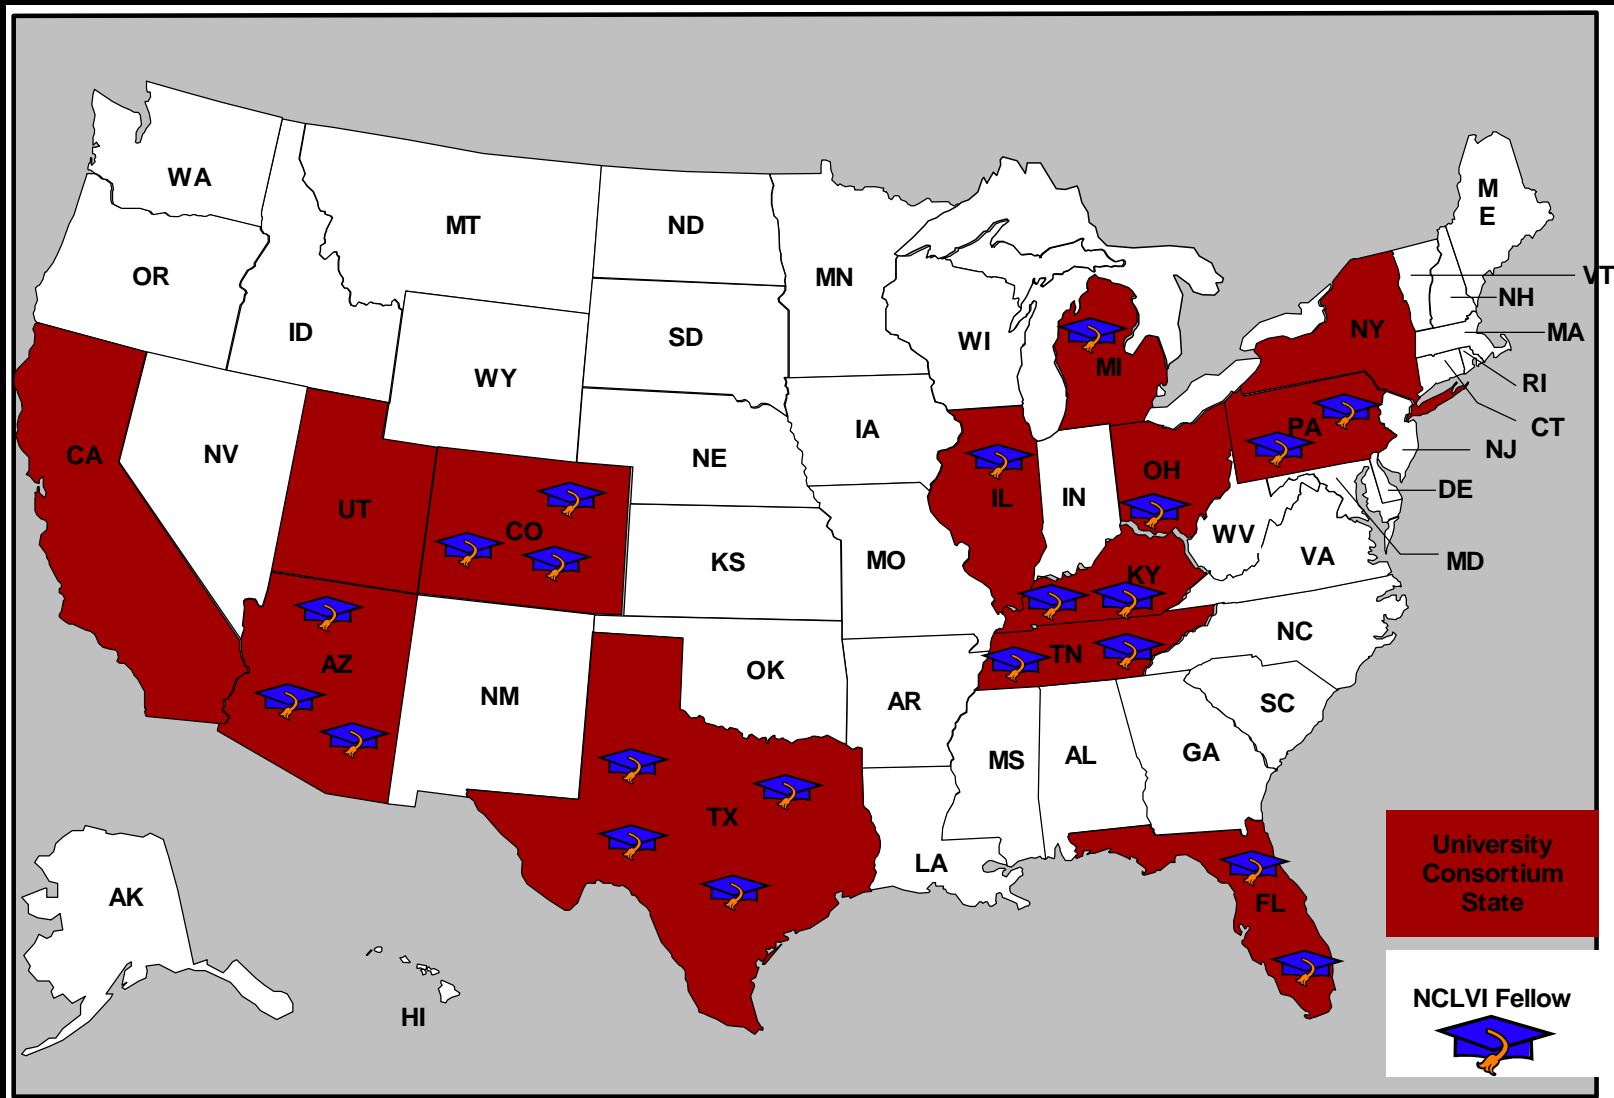 WA
MT
ND
MN
M
E
OR
ID
SD
WI
MI
NY
VT
NH
MA
RI
CT
NJ
DE
MD
WY
CA
NV
UT
CO
NE
IA
IL
IN
OH
PA
WV
VA
KS
MO
KY
AZ
NM
OK
AR
TN
NC
SC
TX
LA
MS
AL
GA
FL
AK
HI
University
Consortium
State
NCLVI Fellow